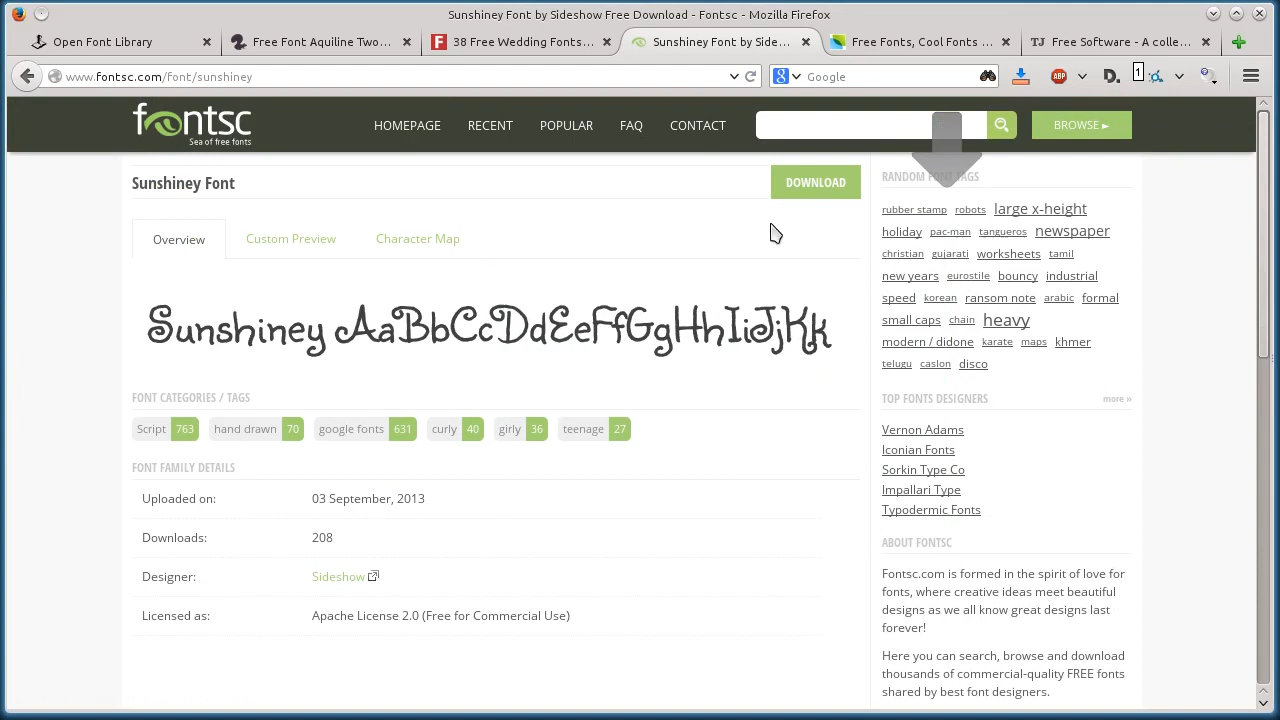 Sunshiney Font by Sideshow Free Download - Fontsc - Mozilla Firefox
Open Font Library
Free Font Aquiline Two...
38 Free Wedding Fonts...
Sunshiney Font by Side...
Free Fonts, Cool Fonts ...
TJ Free Software - A colle...
www.fontsc.com/font/sunshiney
Google
ABP
D.
1
fontsc
Sea of free fonts
HOMEPAGE RECENT POPULAR FAQ CONTACT
BROWSE ►
Sunshiney Font
DOWNLOAD
Overview Custom Preview Character Map
Sunshiney AaBbCcDdEeFfGgHhIiJjKk
FONT CATEGORIES / TAGS
Script 763 hand drawn 70 google fonts 631 curly 40 girly 36 teenage 27
FONT FAMILY DETAILS
Uploaded on: 03 September, 2013
Downloads: 208
Designer: Sideshow
Licensed as: Apache License 2.0 (Free for Commercial Use)
RANDOM FONT TAGS
rubber stamp robots large x-height
holiday pac-man tangueros newspaper
christian gujarati worksheets tamil
new years eurostile bouncy industrial
speed korean ransom note arabic formal
small caps chain heavy
modern / didone karate maps khmer
telugu caslon disco
TOP FONTS DESIGNERS more »
Vernon Adams
Iconian Fonts
Sorkin Type Co
Impallari Type
Typodermic Fonts
ABOUT FONTSC
Fontsc.com is formed in the spirit of love for
fonts, where creative ideas meet beautiful
designs as we all know great designs last
forever!
Here you can search, browse and download
thousands of commercial-quality FREE fonts
shared by best font designers.